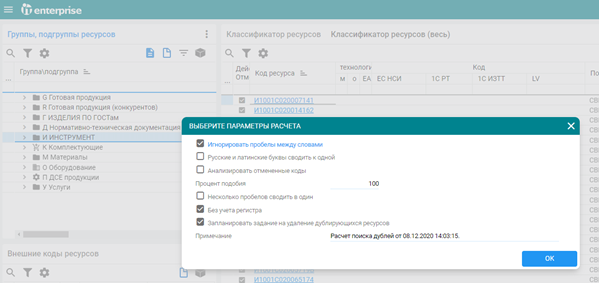 enterprise
Группы, подгруппы ресурсов
Классификатор ресурсов Классификатор ресурсов (весь)
Группа\подгруппа
Дей-
Отм
Код ресурса
технолог
Код
м о ЕА ЕС НСИ 1С РТ 1С ИЗТТ LV
По
G Готовая продукция
R Готовая продукция (конкурентов)
Г ИЗДЕЛИЯ ПО ГОСТам
Д Нормативно-техническая документация
И ИНСТРУМЕНТ
К Комплектующие
М Материалы
О Оборудование
П ДСЕ продукции
У Услуги
И1001С020007141
И1001С020014162
ВЫБЕРИТЕ ПАРАМЕТРЫ РАСЧЕТА
Игнорировать пробелы между словами
Русские и латинские буквы сводить к одной
Анализировать отмененные коды
Процент подобия 100
Несколько пробелов сводить в один
Без учета регистра
Запланировать задание на удаление дублирующихся ресурсов
Примечание Расчет поиска дублей от 08.12.2020 14:03:15.
ОК
Внешние коды ресурсов
И1001С020065174